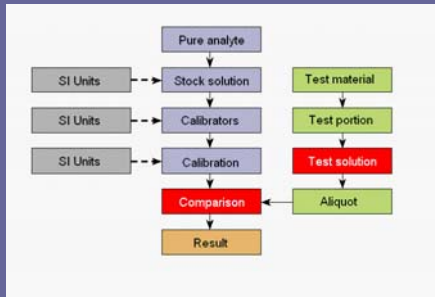 Pure analyte
SI Units
Stock solution
Test material
SI Units
Calibrators
Test portion
SI Units
Calibration
Test solution
Comparison
Aliquot
Result